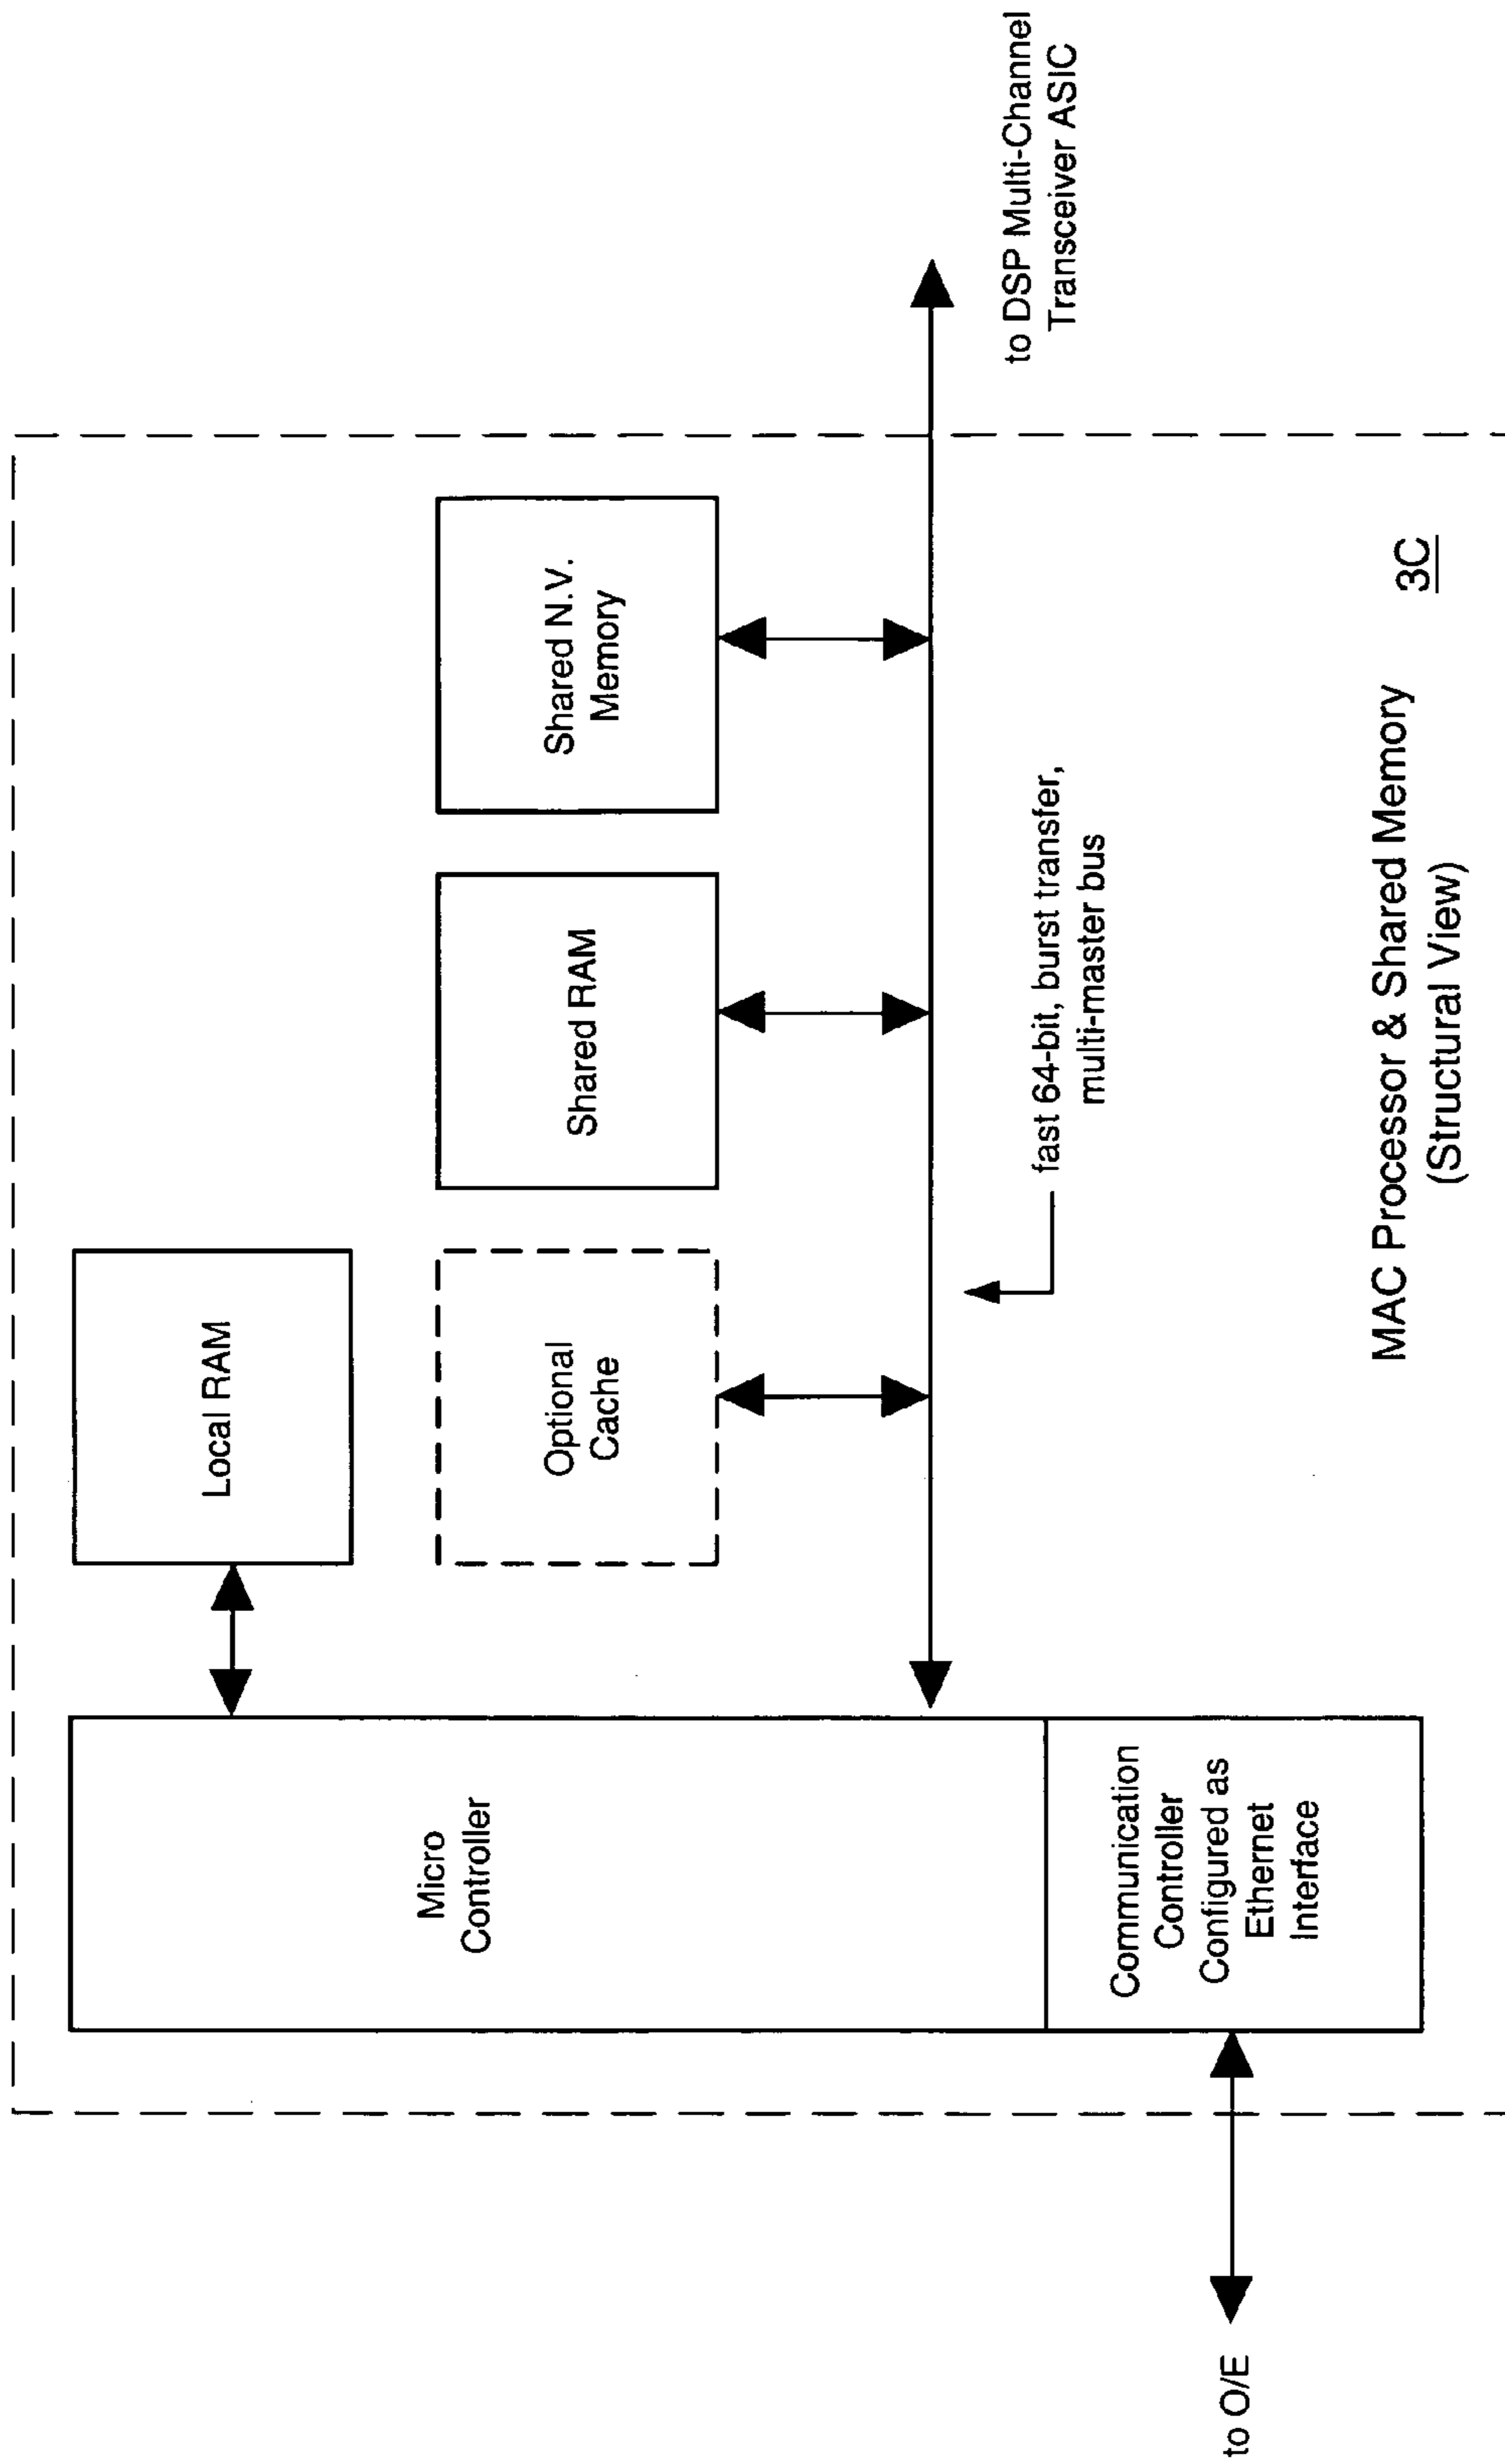 Local RAM
Micro
Controller
Optional
Cache
Shared RAM
Shared N.V.
Memory
to DSP Multi-Channel
Transceiver ASIC
fast 64-bit, burst transfer,
multi-master bus
Communication
Controller
Configured as
Ethernet
Interface
to O/E
MAC Processor & Shared Memory 3C
(Structural View)